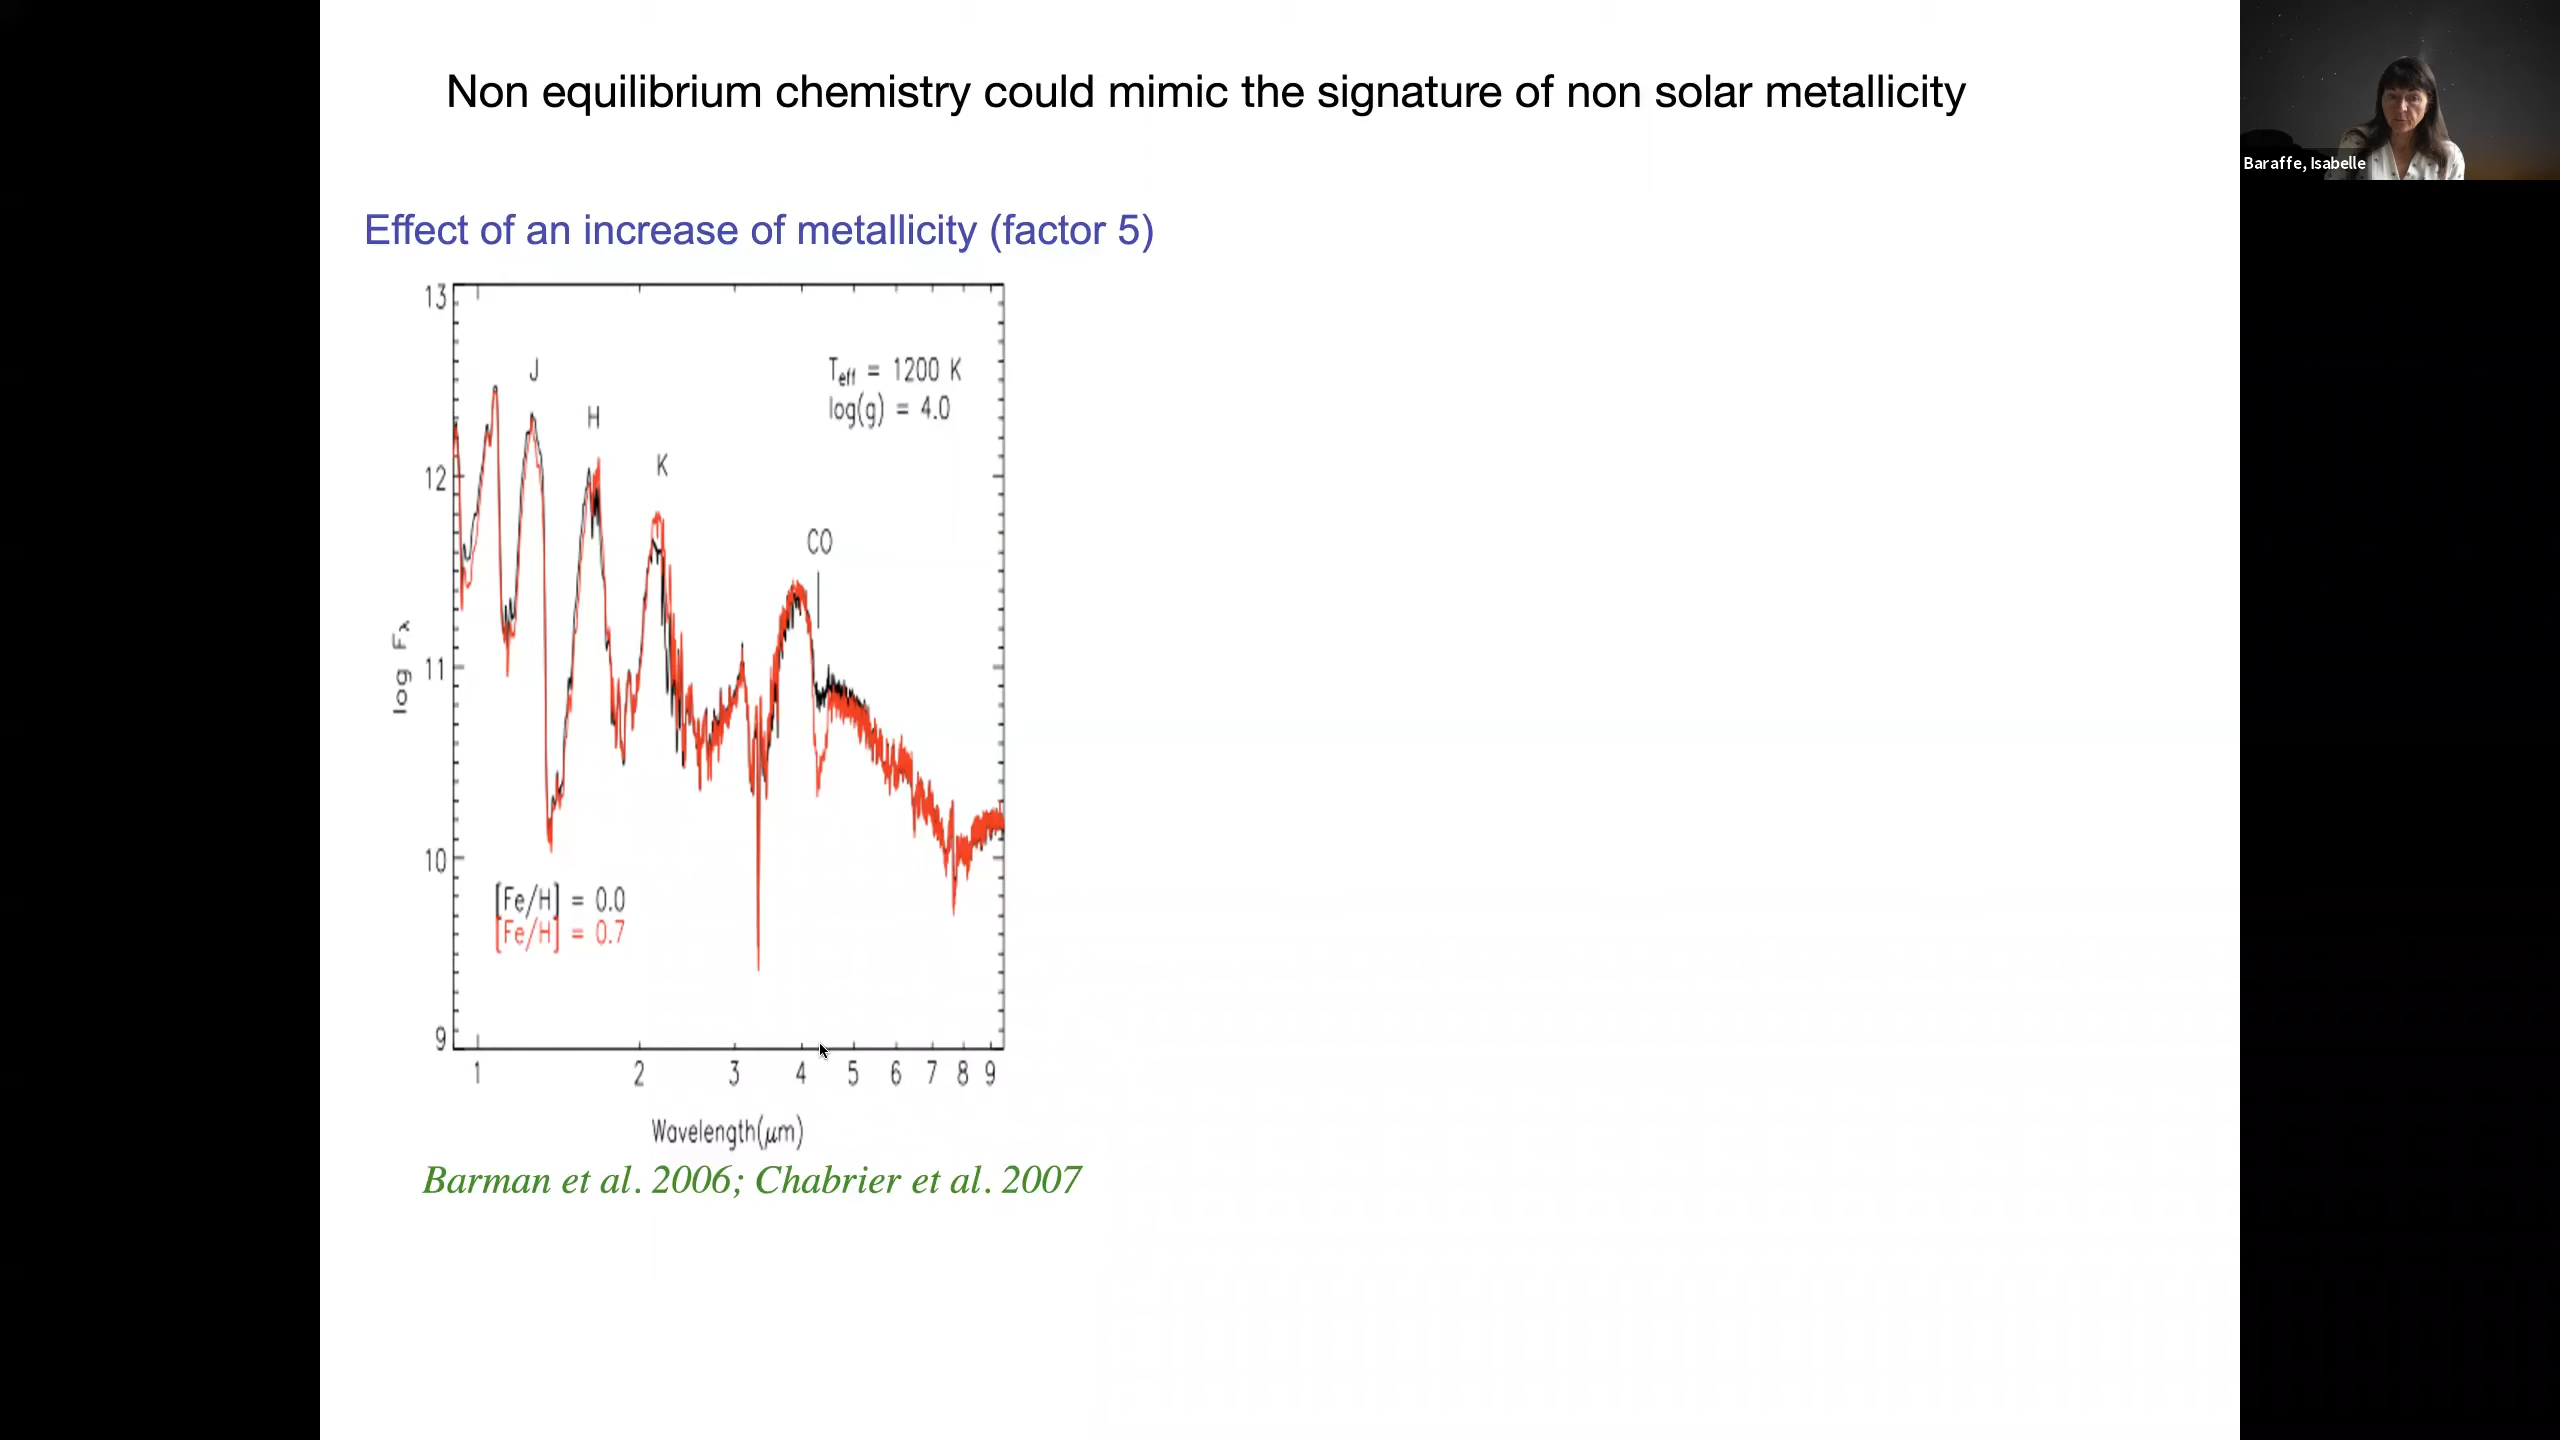 Non equilibrium chemistry could mimic the signature of non solar metallicity
Baraffe, Isabelle
Effect of an increase of metallicity (factor 5)
13
12
11
10
9
log Fλ
J
H
K
CO
Teff = 1200 K
log(g) = 4.0
[Fe/H] = 0.0
[Fe/H] = 0.7
1 2 3 4 5 6 7 8 9
Wavelength(μm)
Barman et al. 2006; Chabrier et al. 2007